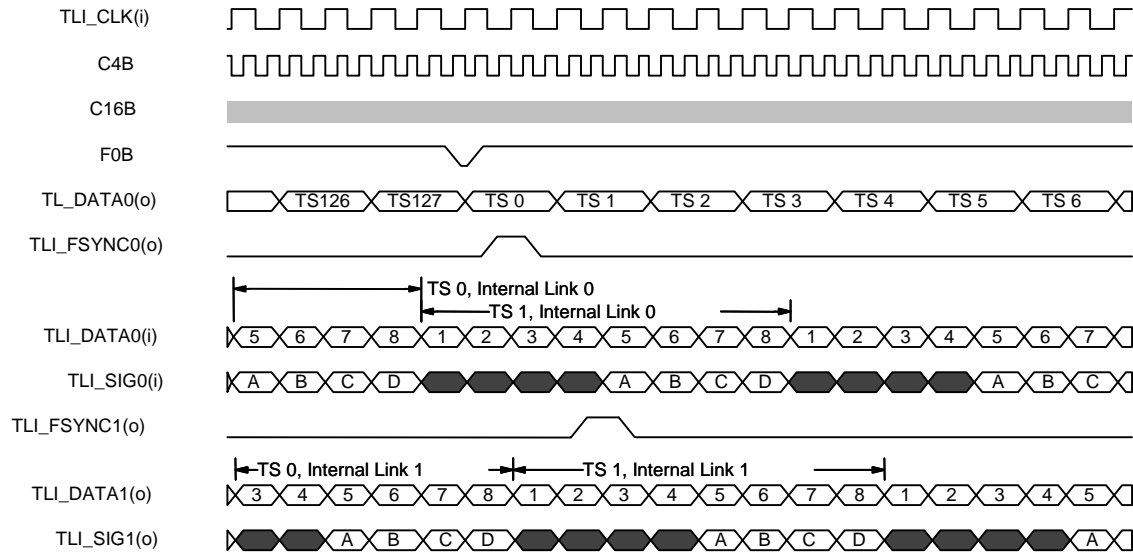 TLI_CLK(i)
C4B
C16B
F0B
TL_DATA0(o) TS126 TS127 TS 0 TS 1 TS 2 TS 3 TS 4 TS 5 TS 6
TLI_FSYNC0(o)
TS 0, Internal Link 0
TS 1, Internal Link 0
TLI_DATA0(i) 5 6 7 8 1 2 3 4 5 6 7 8 1 2 3 4 5 6 7
TLI_SIG0(i) A B C D A B C D A B C
TLI_FSYNC1(o)
TS 0, Internal Link 1 TS 1, Internal Link 1
TLI_DATA1(o) 3 4 5 6 7 8 1 2 3 4 5 6 7 8 1 2 3 4 5
TLI_SIG1(o) A B C D A B C D A